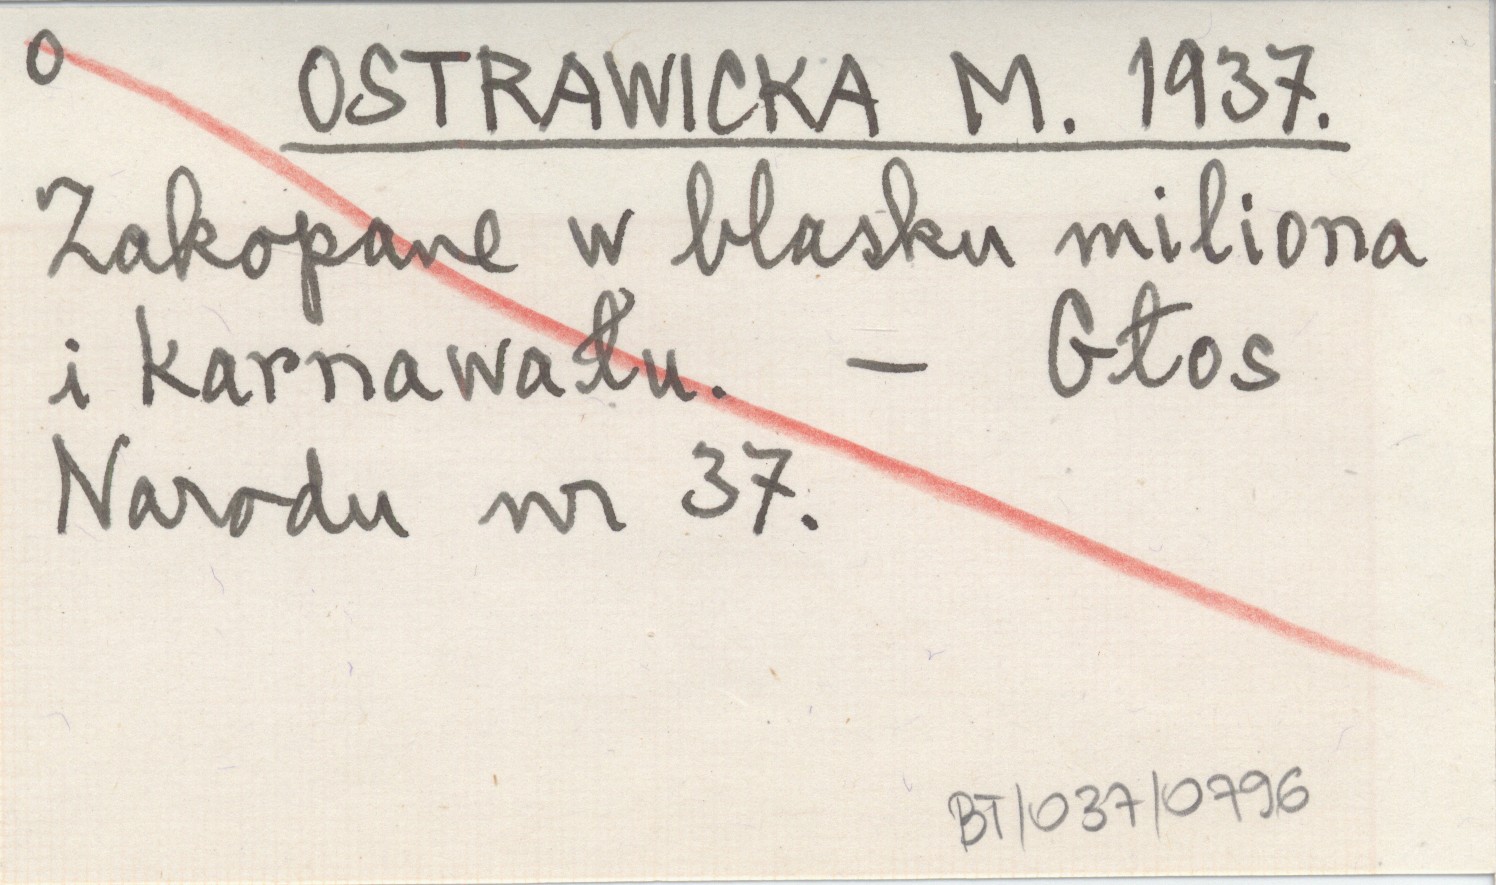 O
OSTRAWICKA M. 1937.
Zakopane w blasku miliona
i karnawału. — Głos
Narodu nr 37.
BT/037/0796